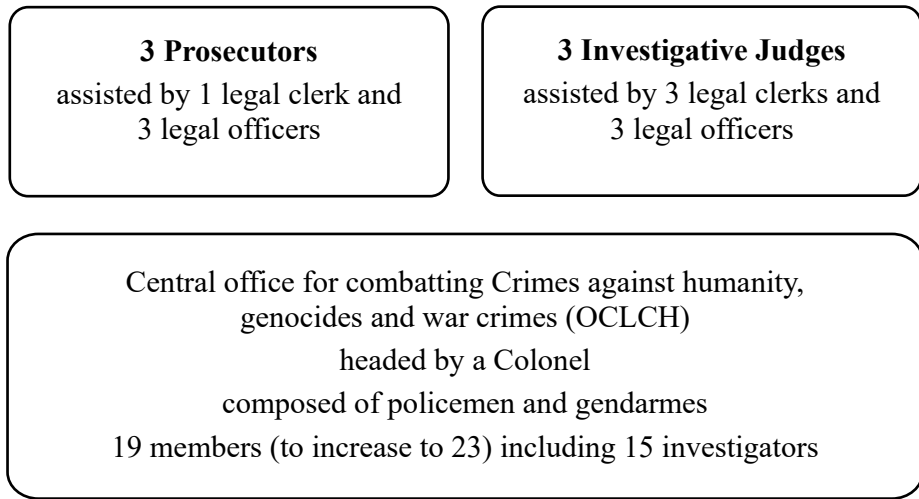 3 Prosecutors
assisted by 1 legal clerk and
3 legal officers
3 Investigative Judges
assisted by 3 legal clerks and
3 legal officers
Central office for combatting Crimes against humanity,
genocides and war crimes (OCLCH)
headed by a Colonel
composed of policemen and gendarmes
19 members (to increase to 23) including 15 investigators